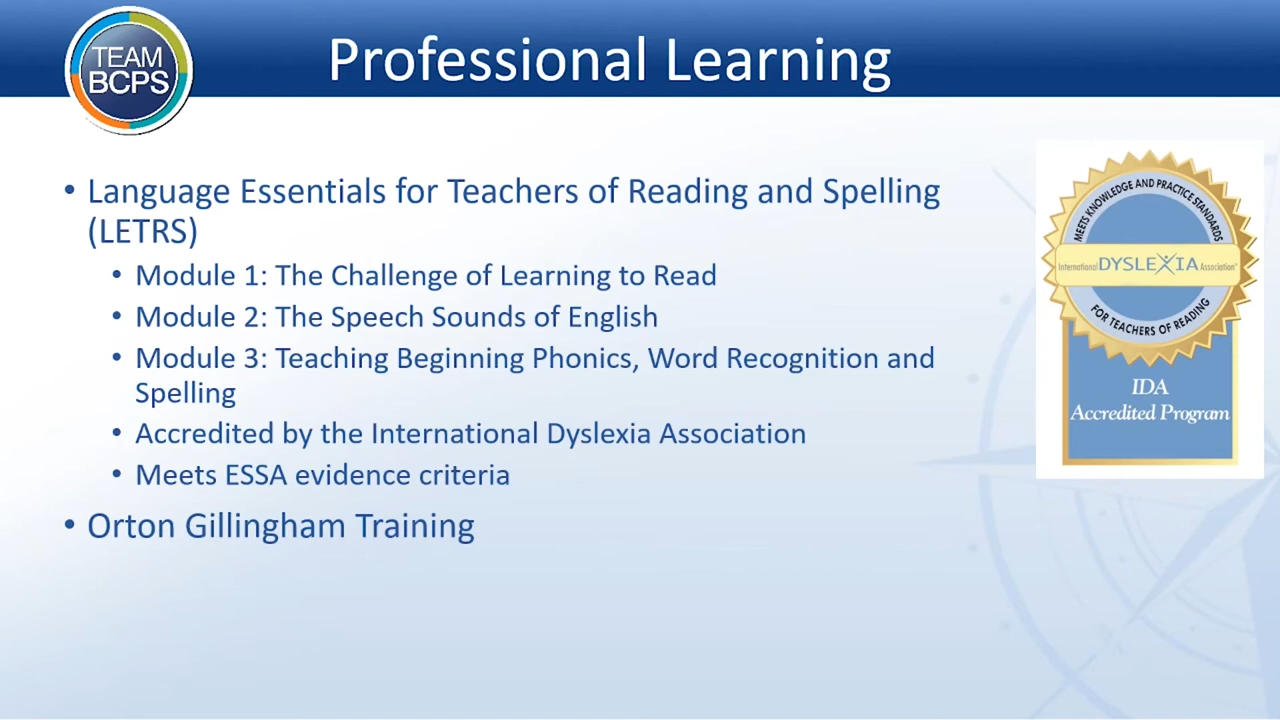 TEAM
BCPS
Professional Learning
• Language Essentials for Teachers of Reading and Spelling
(LETRS)
• Module 1: The Challenge of Learning to Read
• Module 2: The Speech Sounds of English
• Module 3: Teaching Beginning Phonics, Word Recognition and
Spelling
• Accredited by the International Dyslexia Association
• Meets ESSA evidence criteria
• Orton Gillingham Training
MEETS KNOWLEDGE AND PRACTICE STANDARDS
International DYSLEXIA Association
FOR TEACHERS OF READING
IDA
Accredited Program